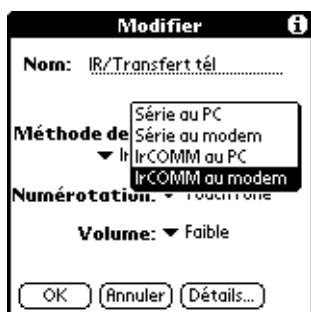 Modifier
Nom: IR/Transfert tél
Série au PC
Méthode de Série au modem
Ir IrCOMM au PC
IrCOMM au modem
Numérotation:
Volume: Faible
OK Annuler Détails...